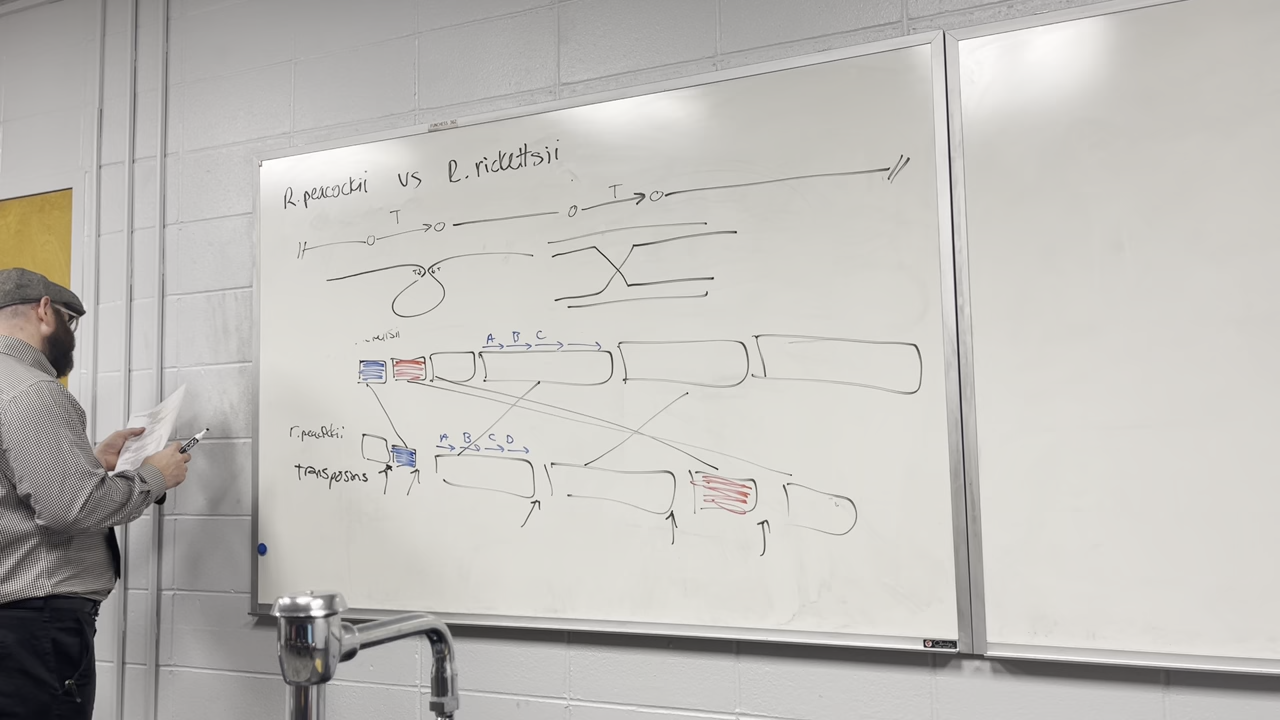 R.peacockii vs R.rickettsii
T
T
A B C
r.peacockii
A B C D
transposons